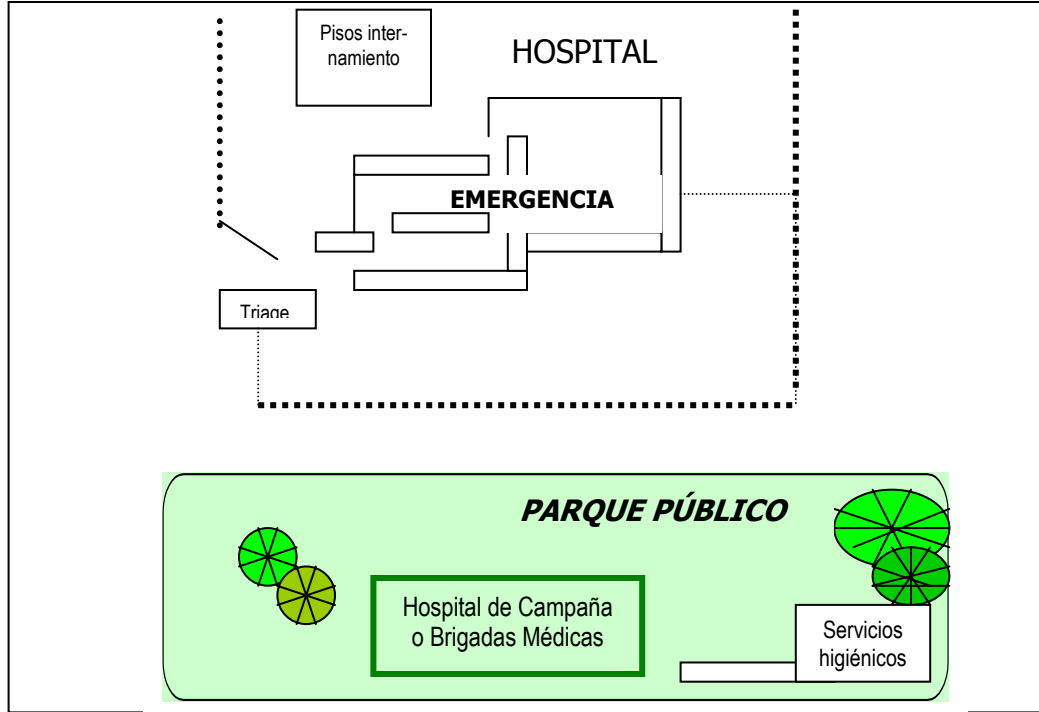 Pisos inter-
namiento
HOSPITAL
EMERGENCIA
Triage
PARQUE PÚBLICO
Hospital de Campaña
o Brigadas Médicas
Servicios
higiénicos